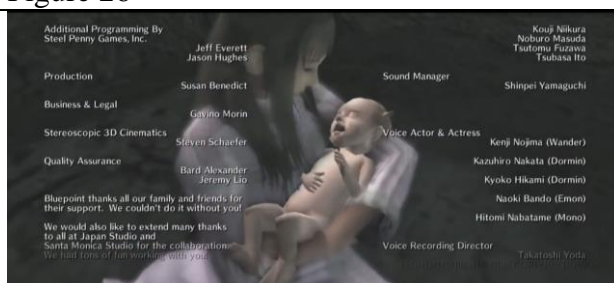 Figure 26
Additional Programming By
Steel Penny Games, Inc.
Jeff Everett
Jason Hughes
Production
Susan Benedict
Business & Legal
Gavino Morin
Stereoscopic 3D Cinematics
Steven Schaefer
Quality Assurance
Bard Alexander
Jeremy Lio
Bluepoint thanks all our family and friends for
their support. We couldn't do it without you!
We would also like to extend many thanks
to all at Japan Studio and
Santa Monica Studio for the collaboration.
We had tons of fun working with you!
Kouji Niikura
Noburo Masuda
Tsutomu Fuzawa
Tsubasa Ito
Sound Manager
Shinpei Yamaguchi
Voice Actor & Actress
Kenji Nojima (Wander)
Kazuhiro Nakata (Dormin)
Kyoko Hikami (Dormin)
Naoki Bando (Emon)
Hitomi Nabatame (Mono)
Voice Recording Director
Takatoshi Yoda